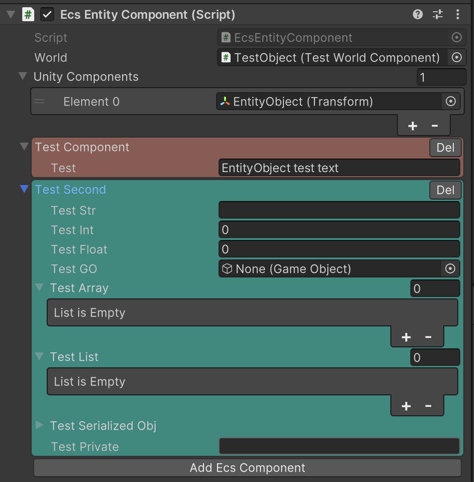 Ecs Entity Component (Script)
Script EcsEntityComponent
World TestObject (Test World Component)
Unity Components 1
Element 0 EntityObject (Transform)
+ -
Test Component Del
Test EntityObject test text
Test Second Del
Test Str
Test Int 0
Test Float 0
Test GO None (Game Object)
Test Array 0
List is Empty
+ -
Test List 0
List is Empty
+ -
Test Serialized Obj
Test Private
Add Ecs Component